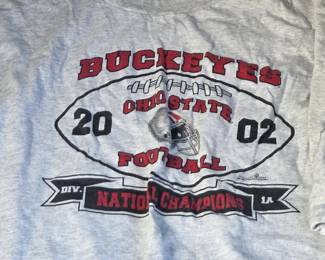 BUCKEYES
OHIO STATE
20 02
FOOTBALL
DIV. NATIONAL CHAMPIONS 1A